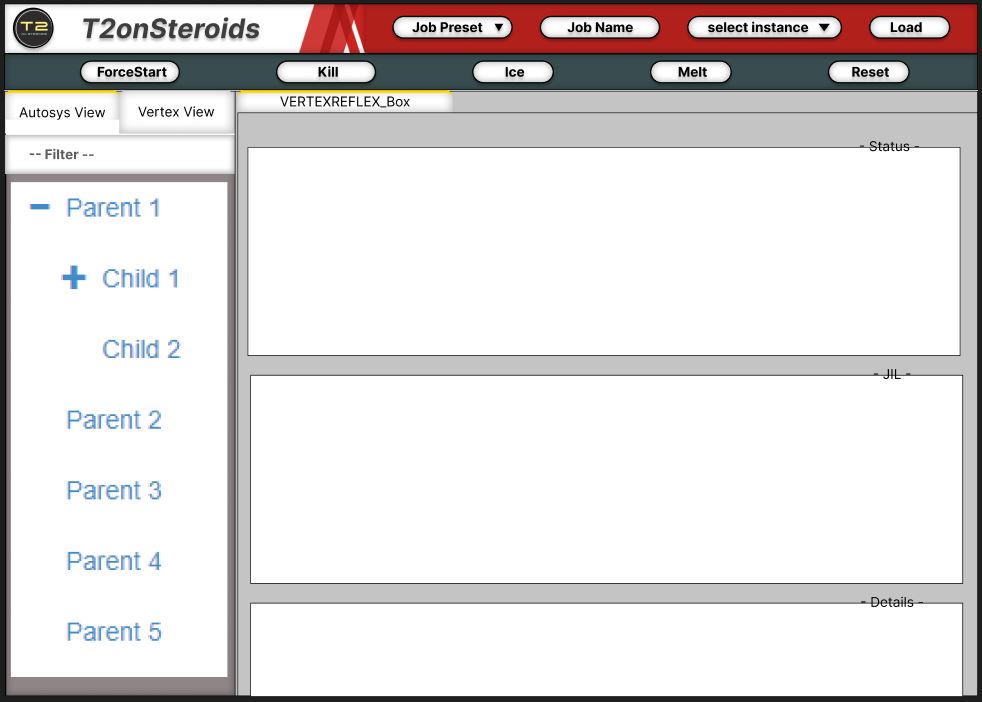 T2
T2onSteroids
Job Preset ▼
Job Name
select instance ▼
Load
ForceStart
Kill
Ice
Melt
Reset
Autosys View
Vertex View
VERTEXREFLEX_Box
-- Filter --
Parent 1
Child 1
Child 2
Parent 2
Parent 3
Parent 4
Parent 5
- Status -
- JIL -
- Details -